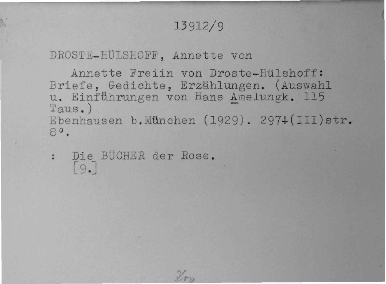 13912/9
DROSTE-HÜLSHOFF, Annette von
Annette Freiin von Droste-Hülshoff:
Briefe, Gedichte, Erzählungen. (Auswahl
u. Einführungen von Hans Amelungk. 115
Taus.)
Ebenhausen b.München (1929). 297+(III)str.
8°.
: Die BÜCHER der Rose.
[9.]